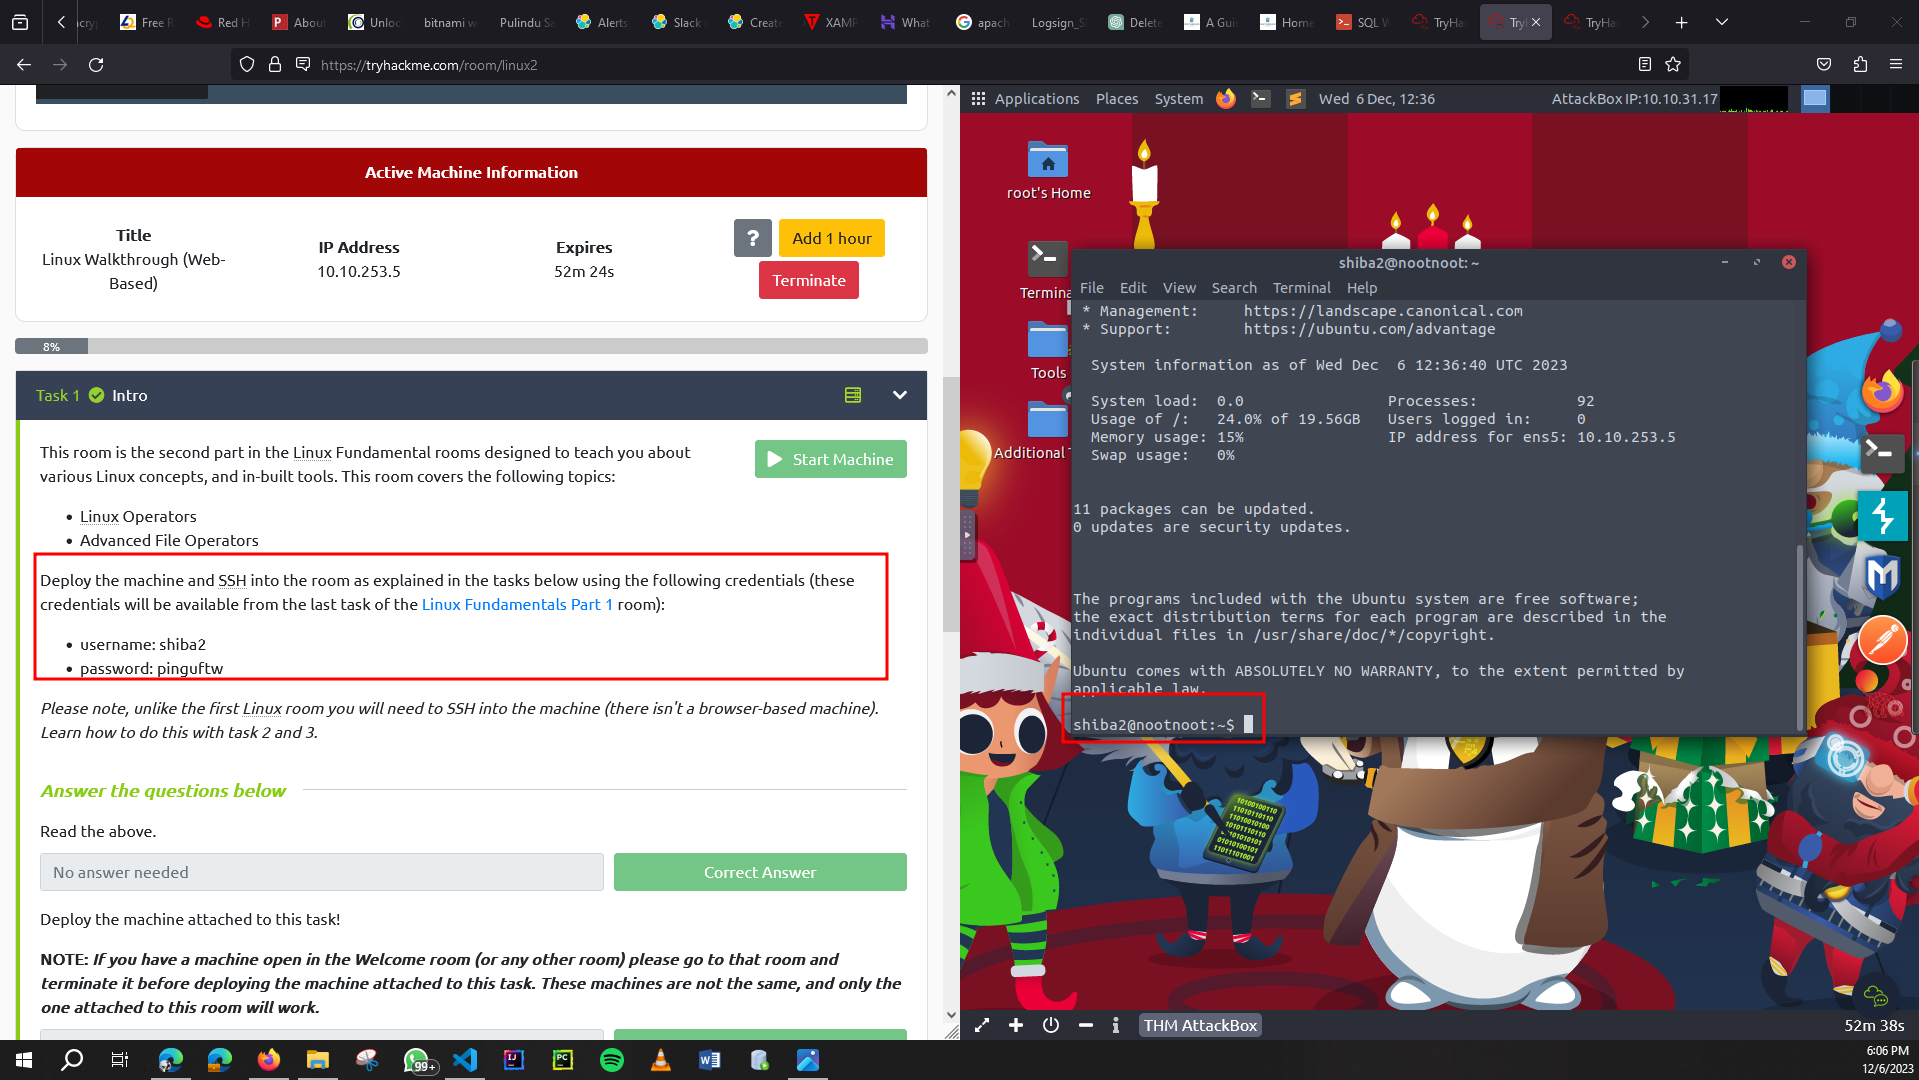 Free R
Red H
About
Unloc
bitnami w
Pulindu Sa
Alerts
Slack
Create
XAMP
What
apach
Logsign_S
Delete
A Gui
Home
SQL W
TryHa
Try
TryHa
https://tryhackme.com/room/linux2
Active Machine Information
Title
Linux Walkthrough (Web-
Based)
IP Address
10.10.253.5
Expires
52m 24s
?
Add 1 hour
Terminate
8%
Task 1
Intro
This room is the second part in the Linux Fundamental rooms designed to teach you about
various Linux concepts, and in-built tools. This room covers the following topics:
Start Machine
• Linux Operators
• Advanced File Operators
Deploy the machine and SSH into the room as explained in the tasks below using the following credentials (these
credentials will be available from the last task of the Linux Fundamentals Part 1 room):
• username: shiba2
• password: pinguftw
Please note, unlike the first Linux room you will need to SSH into the machine (there isn't a browser-based machine).
Learn how to do this with task 2 and 3.
Answer the questions below
Read the above.
No answer needed
Correct Answer
Deploy the machine attached to this task!
NOTE: If you have a machine open in the Welcome room (or any other room) please go to that room and
terminate it before deploying the machine attached to this task. These machines are not the same, and only the
one attached to this room will work.
Applications Places System
Wed 6 Dec, 12:36
AttackBox IP:10.10.31.17
root's Home
Termina
Tools
Additional T
shiba2@nootnoot: ~
File Edit View Search Terminal Help
* Management: https://landscape.canonical.com
* Support: https://ubuntu.com/advantage
System information as of Wed Dec  6 12:36:40 UTC 2023
System load: 0.0 Processes: 92
Usage of /: 24.0% of 19.56GB Users logged in: 0
Memory usage: 15% IP address for ens5: 10.10.253.5
Swap usage: 0%
11 packages can be updated.
0 updates are security updates.
The programs included with the Ubuntu system are free software;
the exact distribution terms for each program are described in the
individual files in /usr/share/doc/*/copyright.
Ubuntu comes with ABSOLUTELY NO WARRANTY, to the extent permitted by
applicable law.
shiba2@nootnoot:~$
10100100110
11010110110
11010010100
10101110110
01010101
01010100101
11011101001
THM AttackBox
52m 38s
99+
6:06 PM
12/6/2023